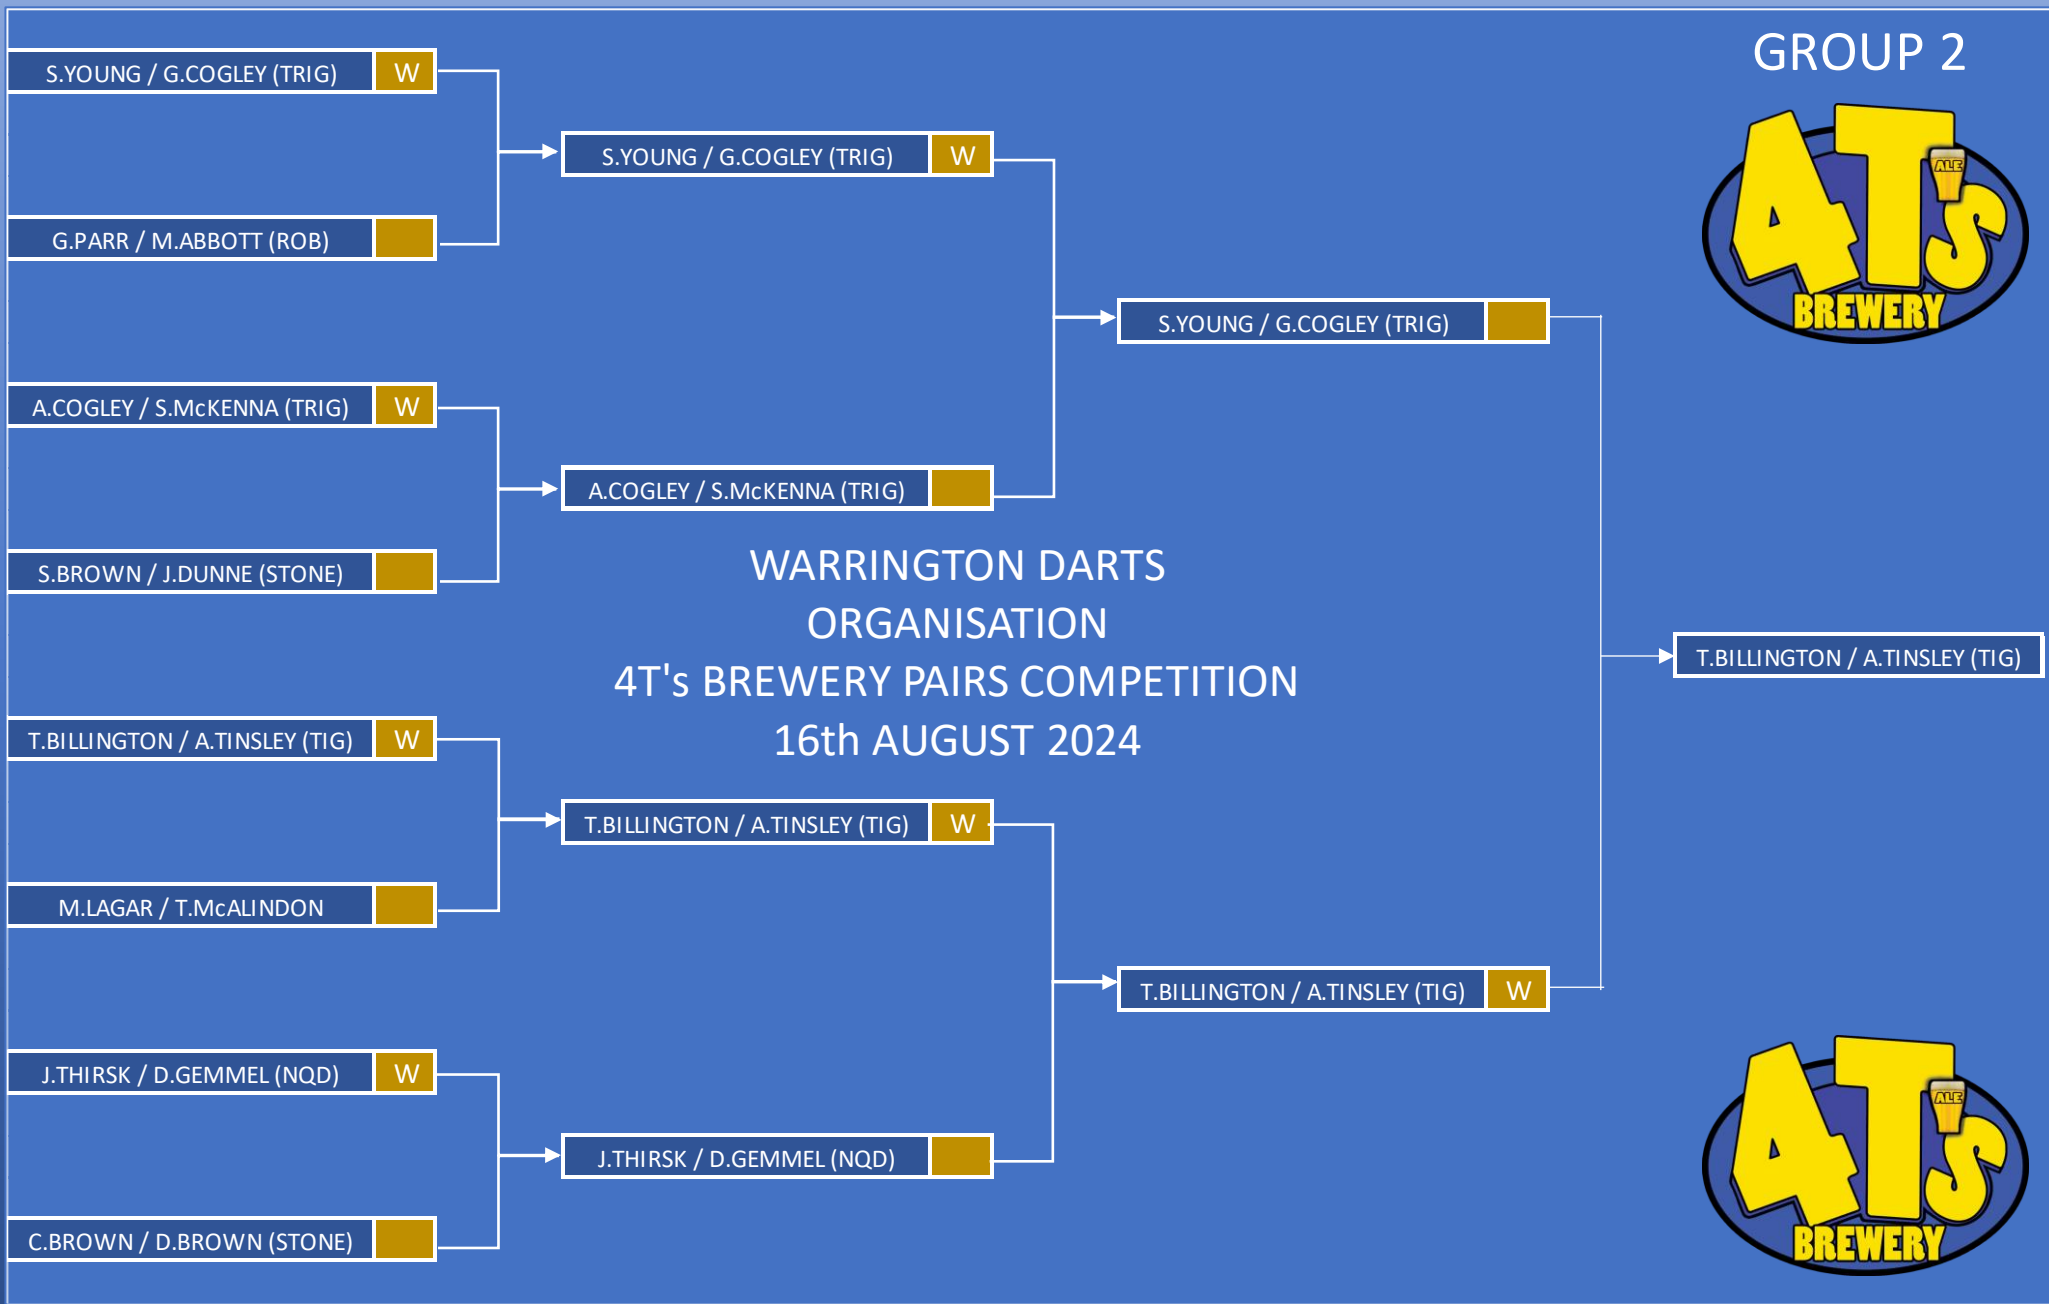 GROUP 2
S.YOUNG / G.COGLEY (TRIG) W
G.PARR / M.ABBOTT (ROB)
A.COGLEY / S.McKENNA (TRIG) W
S.BROWN / J.DUNNE (STONE)
T.BILLINGTON / A.TINSLEY (TIG) W
M.LAGAR / T.McALINDON
J.THIRSK / D.GEMMEL (NQD) W
C.BROWN / D.BROWN (STONE)
S.YOUNG / G.COGLEY (TRIG) W
A.COGLEY / S.McKENNA (TRIG)
WARRINGTON DARTS
ORGANISATION
4T's BREWERY PAIRS COMPETITION
16th AUGUST 2024
T.BILLINGTON / A.TINSLEY (TIG) W
J.THIRSK / D.GEMMEL (NQD)
S.YOUNG / G.COGLEY (TRIG)
T.BILLINGTON / A.TINSLEY (TIG) W
4T's
ALE
BREWERY
T.BILLINGTON / A.TINSLEY (TIG)
4T's
ALE
BREWERY